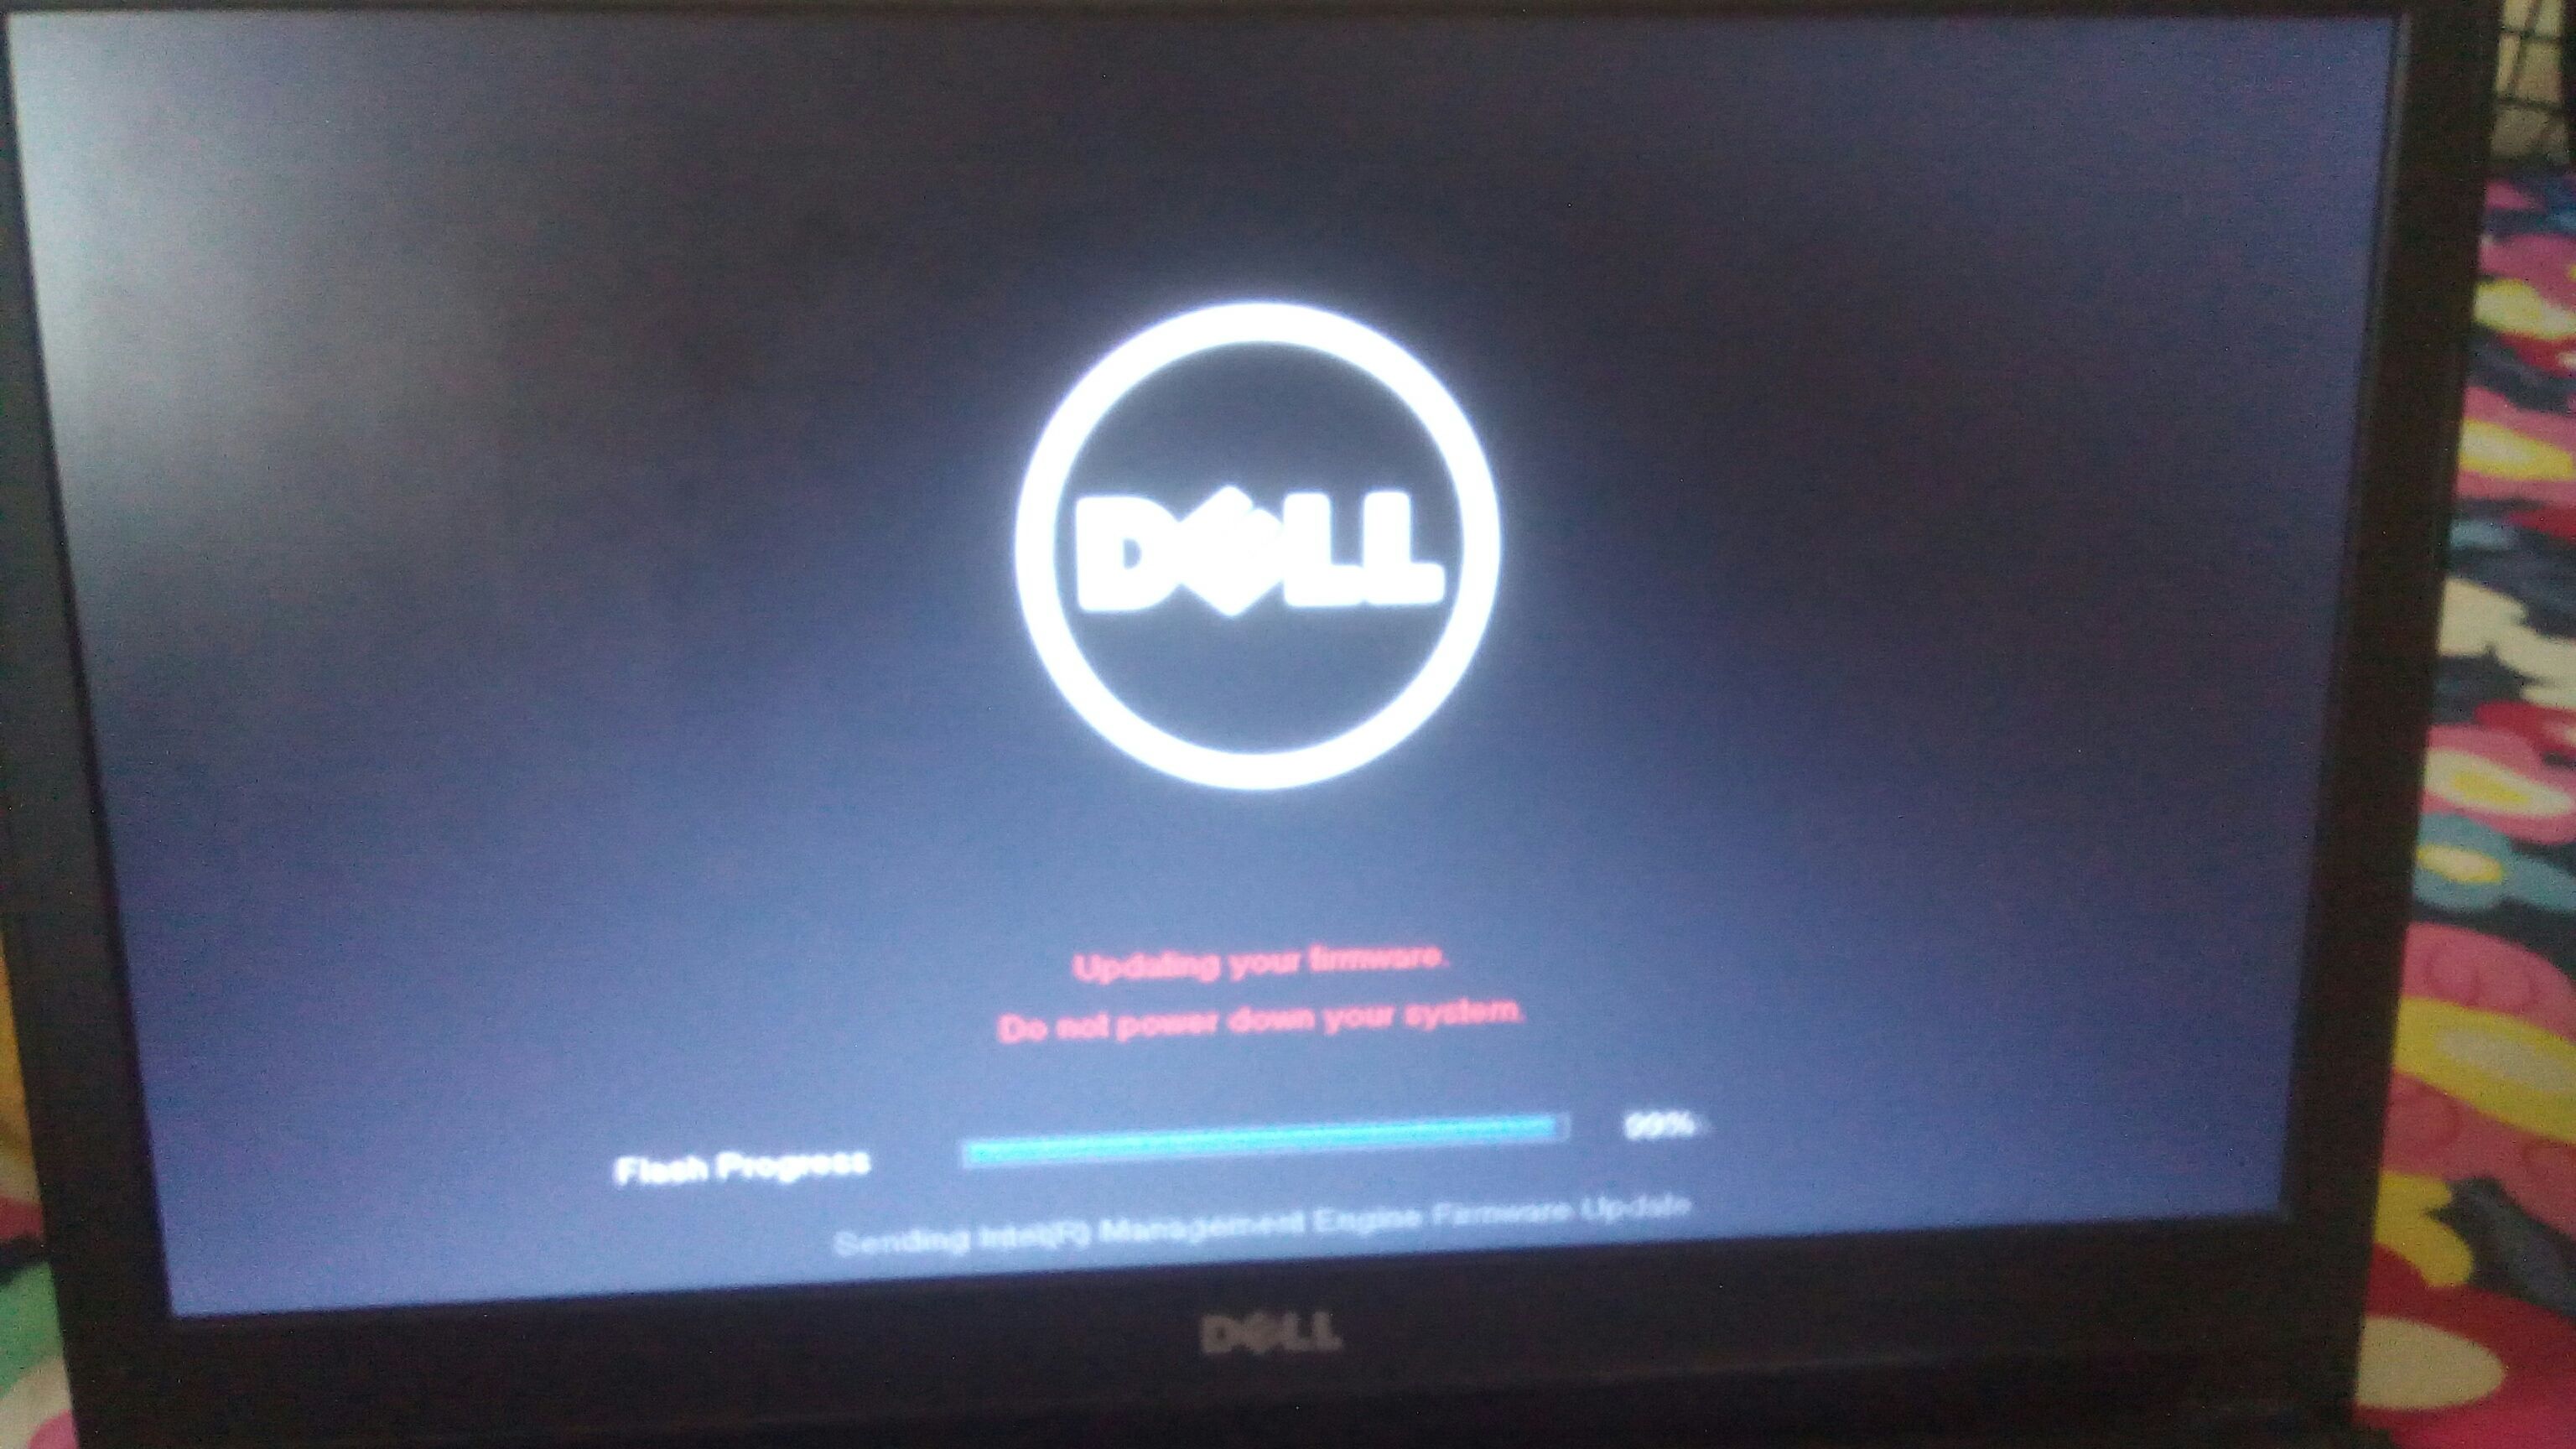 DELL
Updating your firmware.
Do not power down your system.
Flash Progress 99%
Sending Intel(R) Management Engine Firmware Update
DELL